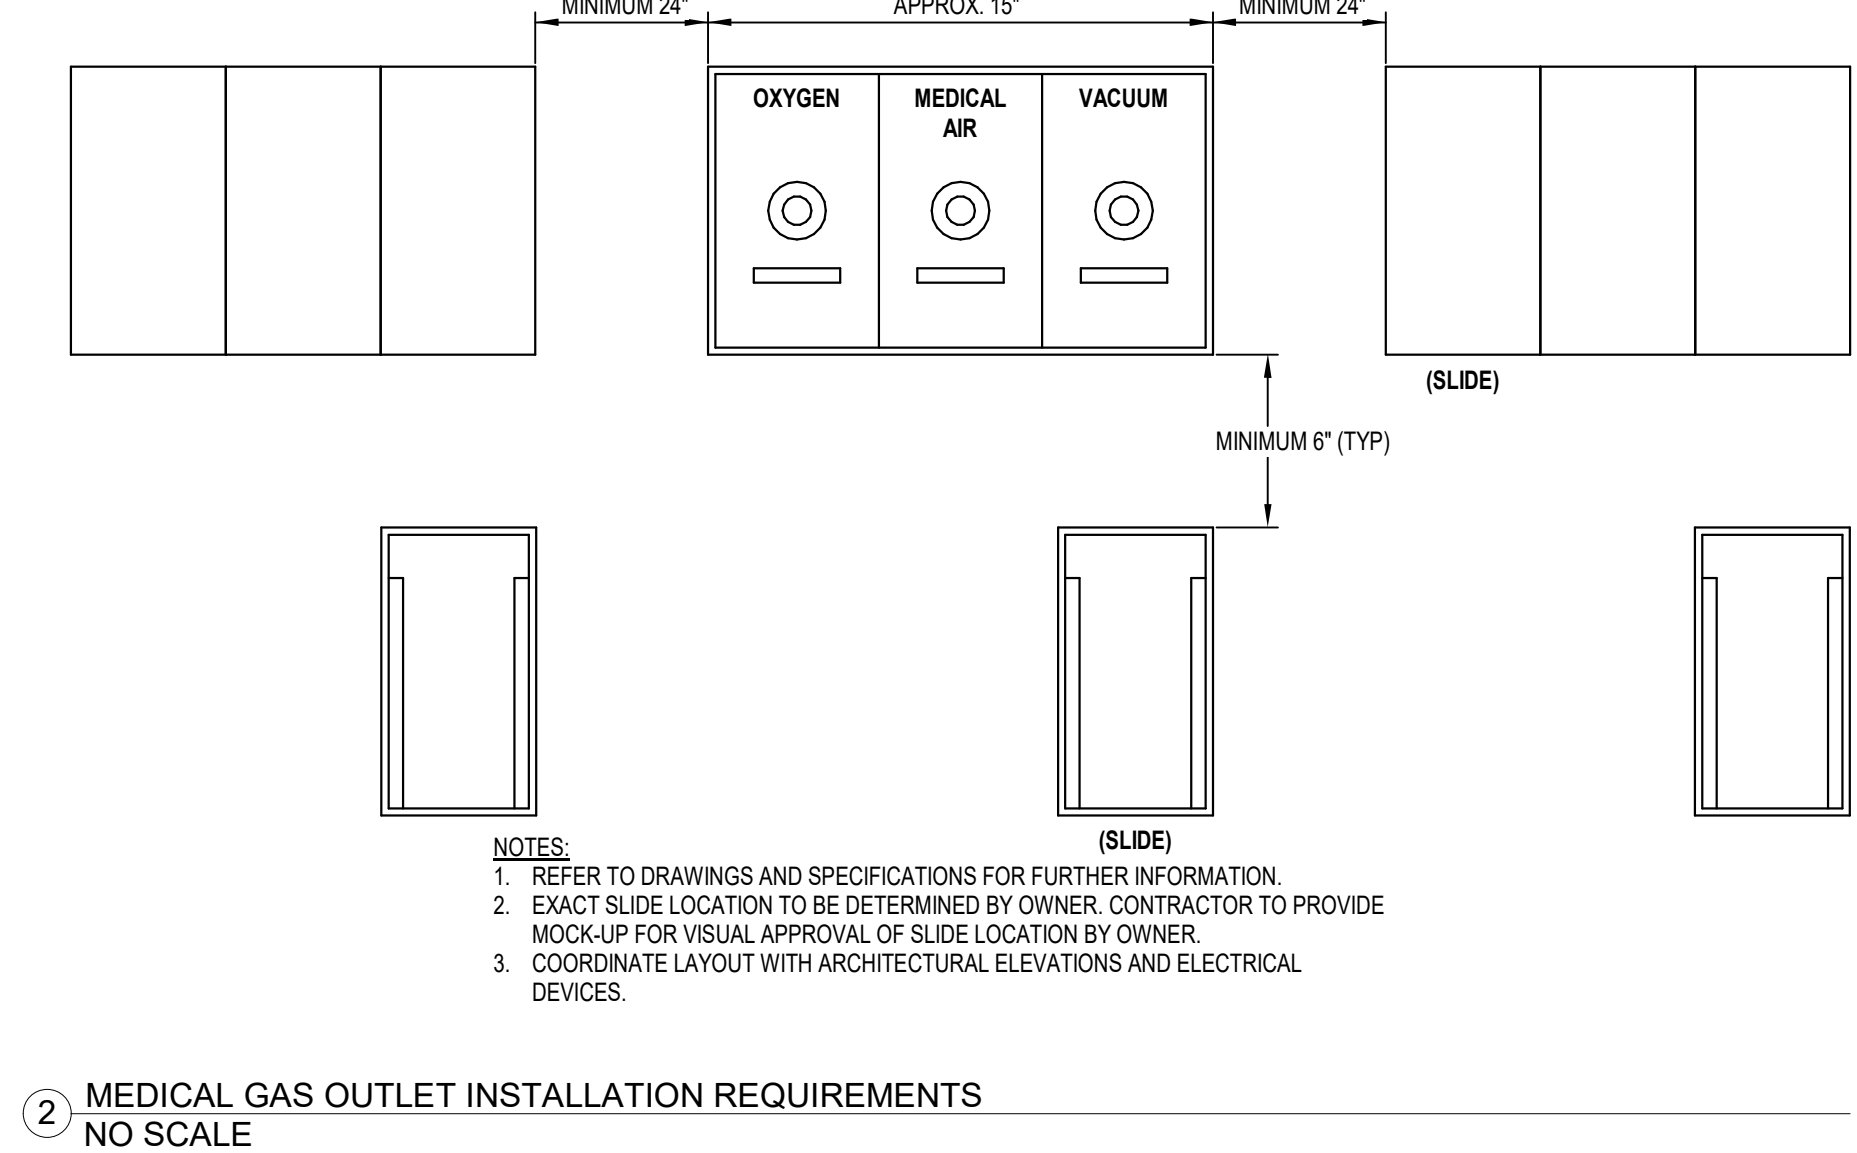 MINIMUM 24"
APPROX. 15"
MINIMUM 24"
OXYGEN
MEDICAL
AIR
VACUUM
(SLIDE)
MINIMUM 6" (TYP)
(SLIDE)
NOTES:
1. REFER TO DRAWINGS AND SPECIFICATIONS FOR FURTHER INFORMATION.
2. EXACT SLIDE LOCATION TO BE DETERMINED BY OWNER. CONTRACTOR TO PROVIDE
MOCK-UP FOR VISUAL APPROVAL OF SLIDE LOCATION BY OWNER.
3. COORDINATE LAYOUT WITH ARCHITECTURAL ELEVATIONS AND ELECTRICAL
DEVICES.
2 MEDICAL GAS OUTLET INSTALLATION REQUIREMENTS
NO SCALE